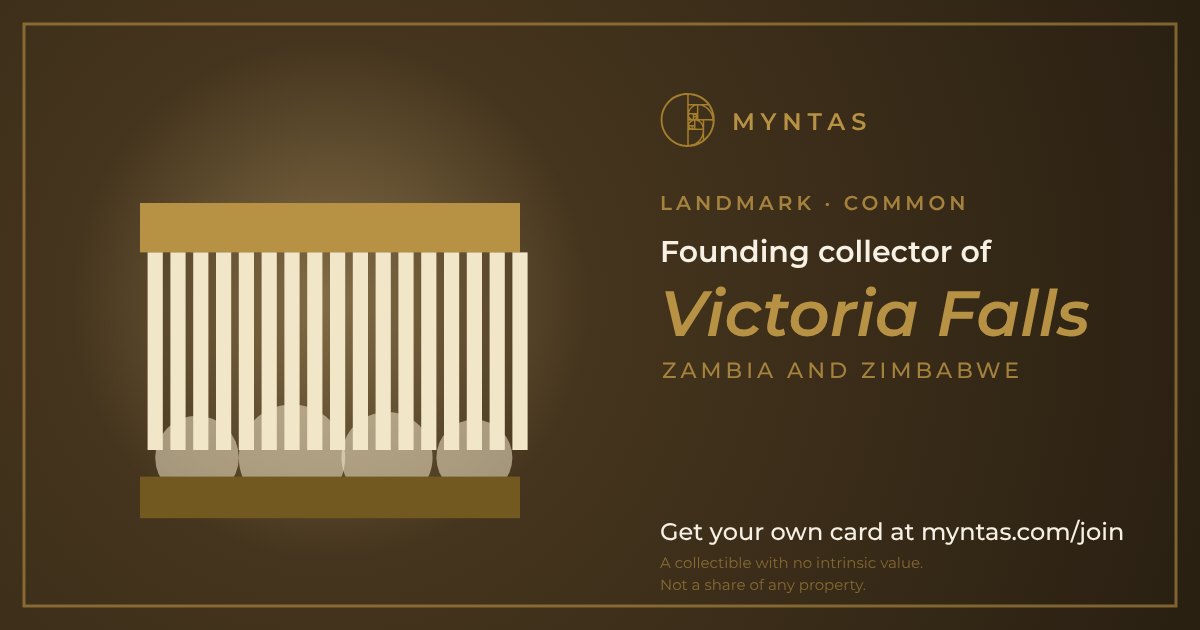 MYNTAS
LANDMARK · COMMON
Founding collector of
Victoria Falls
ZAMBIA AND ZIMBABWE
Get your own card at myntas.com/join
A collectible with no intrinsic value.
Not a share of any property.